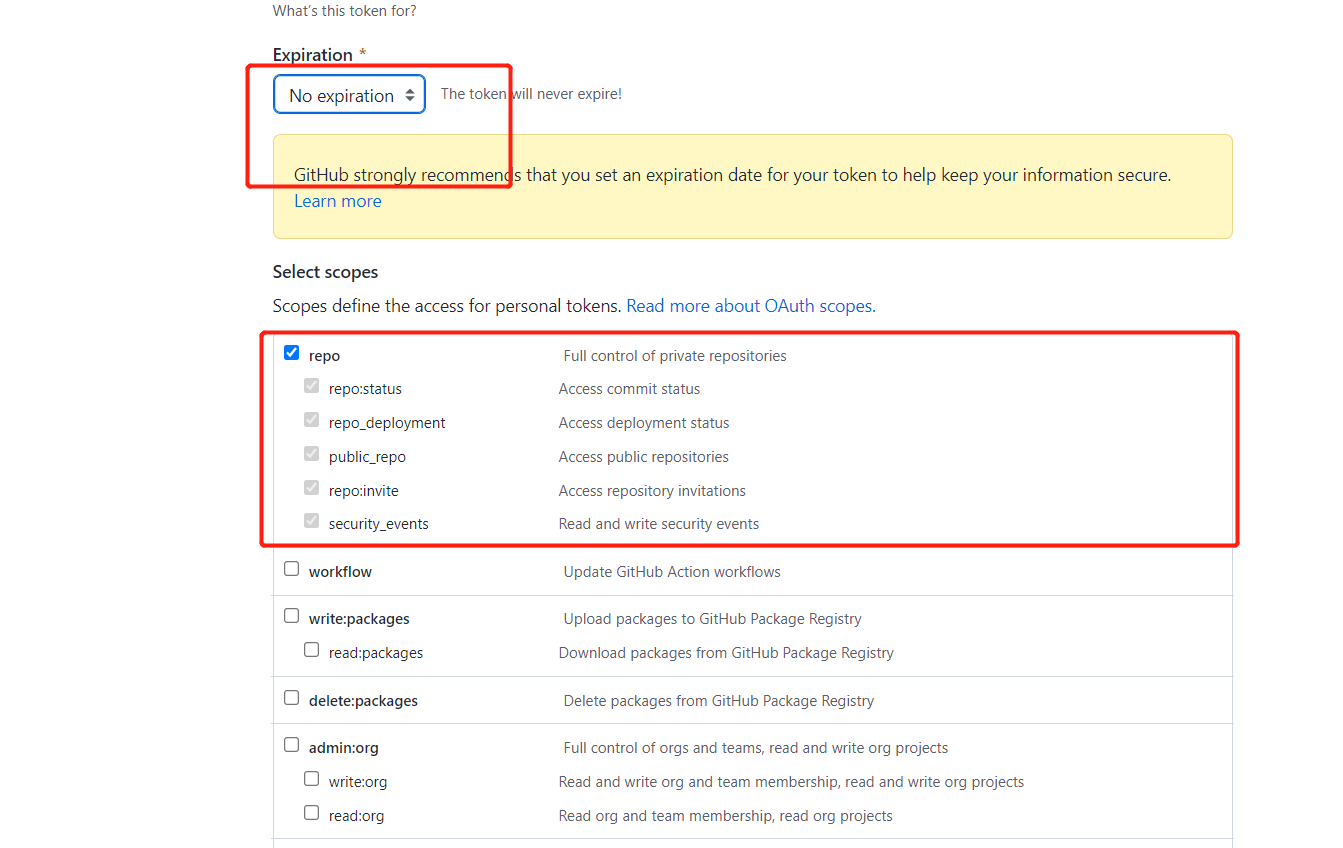 What's this token for?
Expiration *
No expiration The token will never expire!
GitHub strongly recommends that you set an expiration date for your token to help keep your information secure.
Learn more
Select scopes
Scopes define the access for personal tokens. Read more about OAuth scopes.
repo Full control of private repositories
repo:status Access commit status
repo_deployment Access deployment status
public_repo Access public repositories
repo:invite Access repository invitations
security_events Read and write security events
workflow Update GitHub Action workflows
write:packages Upload packages to GitHub Package Registry
read:packages Download packages from GitHub Package Registry
delete:packages Delete packages from GitHub Package Registry
admin:org Full control of orgs and teams, read and write org projects
write:org Read and write org and team membership, read and write org projects
read:org Read org and team membership, read org projects